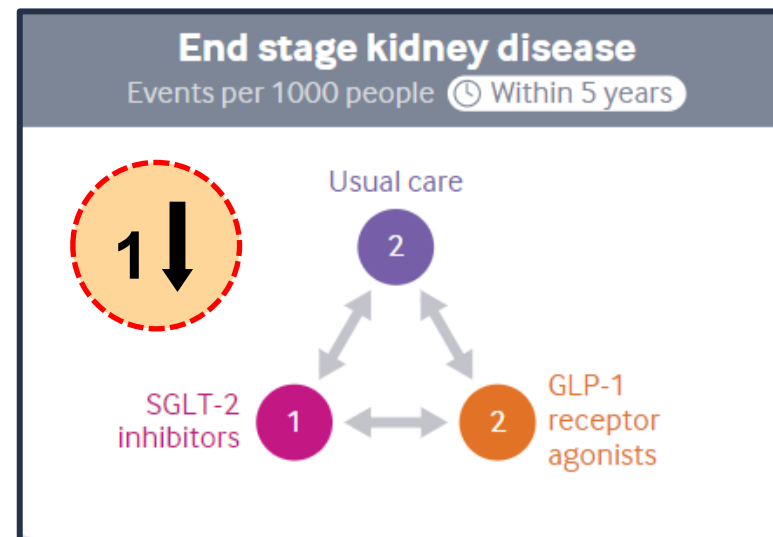 End stage kidney disease
Events per 1000 people Within 5 years
Usual care
1
2
SGLT-2
inhibitors
1
2
GLP-1
receptor
agonists